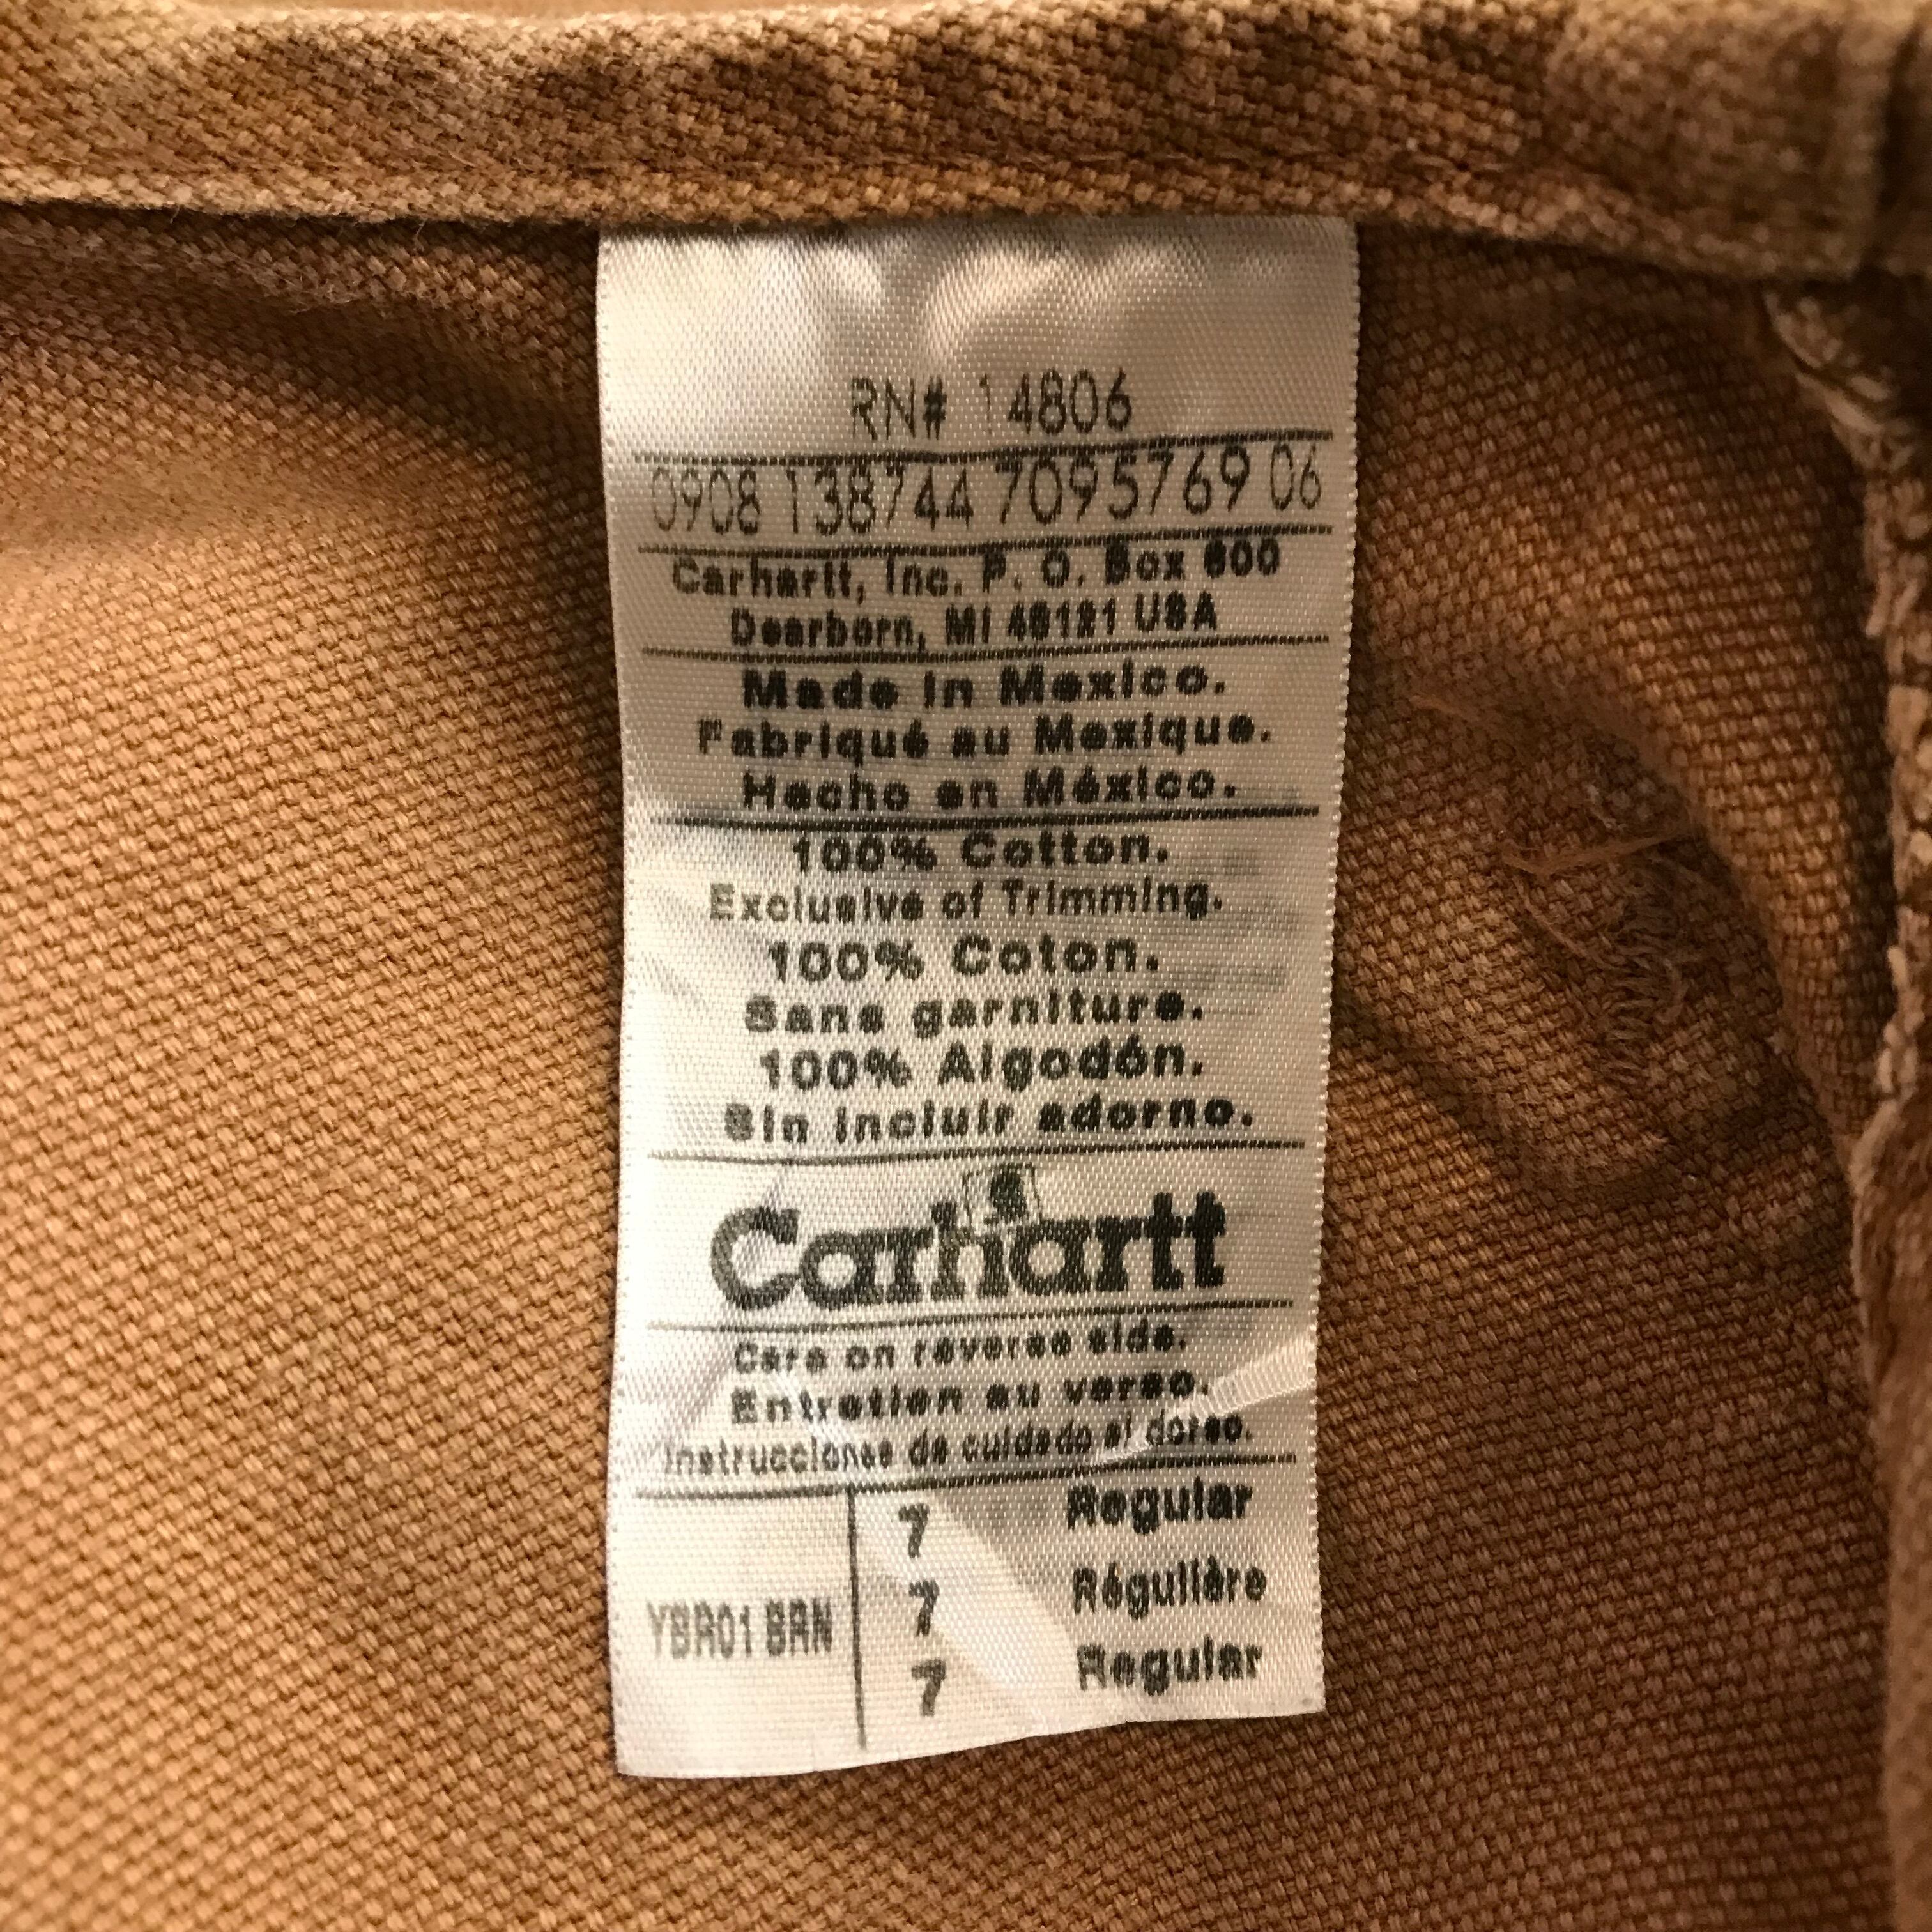 RN# 14806
0908 138744 7095769 06
Carhartt, Inc. P. O. Box 600
Dearborn, MI 48121 USA
Made in Mexico.
Fabriqué au Mexique.
Hecho en México.
100% Cotton.
Exclusive of Trimming.
100% Coton.
Sans garniture.
100% Algodón.
Sin incluir adorno.
Carhartt
Care on reverse side.
Entretien au verso.
Instrucciones de cuidado al dorso.
7 Regular
7 Régulière
YBR01 BRN
7 Regular